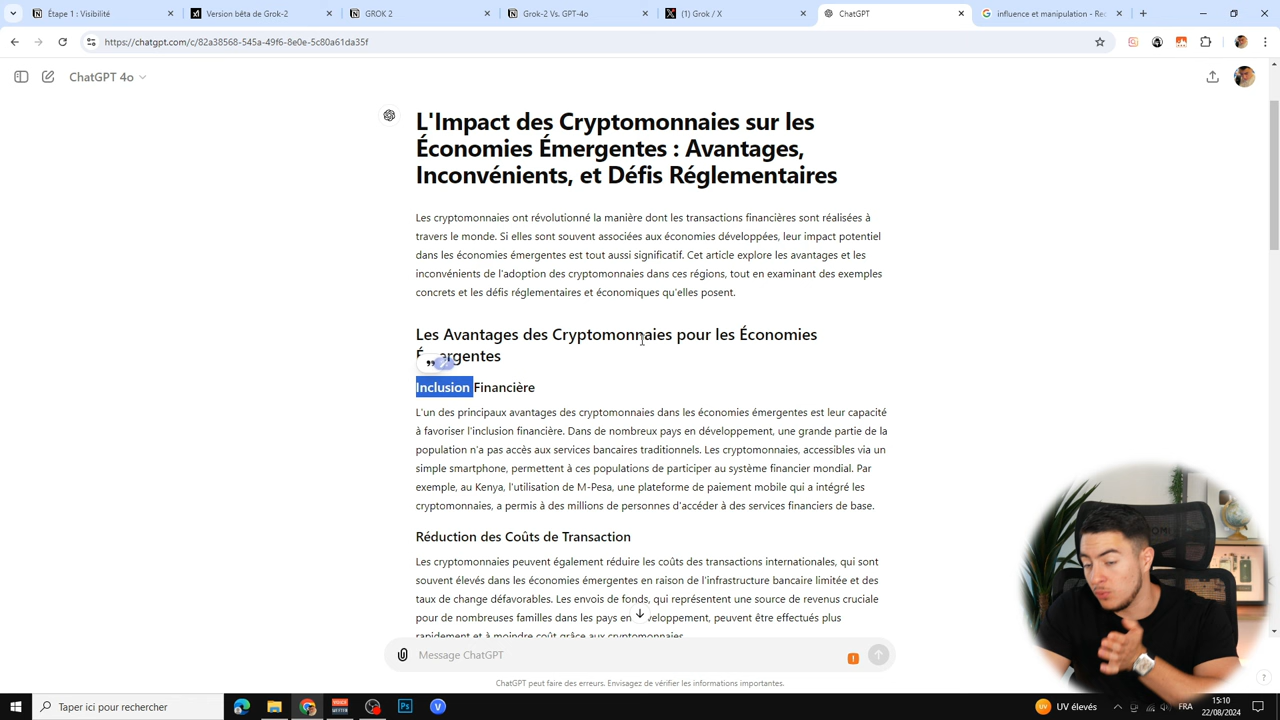 Étape 1 : Visibilité
Version bêta de Grok-2
GROK 2
Grok-2 Vs. GPT-4o
(1) Grok / X
ChatGPT
influence et manipulation - Rec
https://chatgpt.com/c/82a38568-545a-49f6-8e0e-5c80a61da35f
ChatGPT 4o
L'Impact des Cryptomonnaies sur les
Économies Émergentes : Avantages,
Inconvénients, et Défis Réglementaires
Les cryptomonnaies ont révolutionné la manière dont les transactions financières sont réalisées à
travers le monde. Si elles sont souvent associées aux économies développées, leur impact potentiel
dans les économies émergentes est tout aussi significatif. Cet article explore les avantages et les
inconvénients de l'adoption des cryptomonnaies dans ces régions, tout en examinant des exemples
concrets et les défis réglementaires et économiques qu'elles posent.
Les Avantages des Cryptomonnaies pour les Économies
Émergentes
Inclusion Financière
L'un des principaux avantages des cryptomonnaies dans les économies émergentes est leur capacité
à favoriser l'inclusion financière. Dans de nombreux pays en développement, une grande partie de la
population n'a pas accès aux services bancaires traditionnels. Les cryptomonnaies, accessibles via un
simple smartphone, permettent à ces populations de participer au système financier mondial. Par
exemple, au Kenya, l'utilisation de M-Pesa, une plateforme de paiement mobile qui a intégré les
cryptomonnaies, a permis à des millions de personnes d'accéder à des services financiers de base.
Réduction des Coûts de Transaction
Les cryptomonnaies peuvent également réduire les coûts des transactions internationales, qui sont
souvent élevés dans les économies émergentes en raison de l'infrastructure bancaire limitée et des
taux de change défavorables. Les envois de fonds, qui représentent une source de revenus cruciale
pour de nombreuses familles dans les pays en développement, peuvent être effectués plus
rapidement et à moindre coût grâce aux cryptomonnaies.
Message ChatGPT
ChatGPT peut faire des erreurs. Envisagez de vérifier les informations importantes.
Taper ici pour rechercher
UV élevés
FRA
15:10
22/08/2024